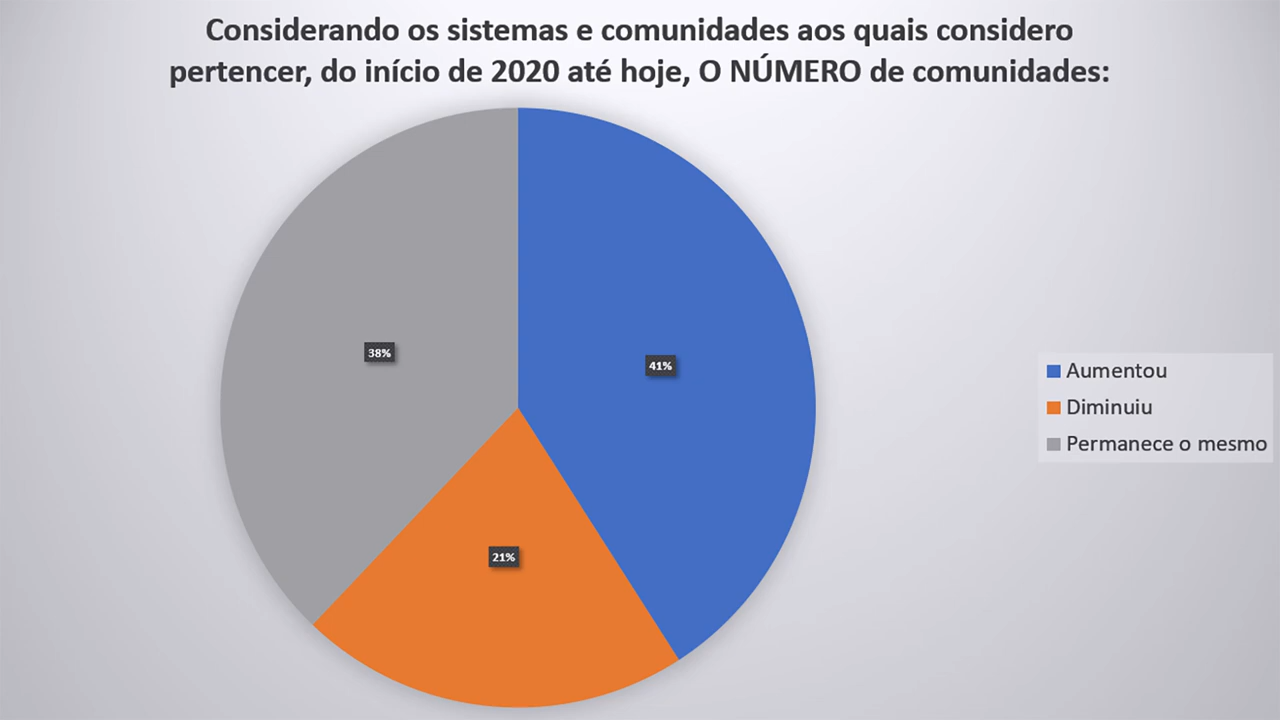 Considerando os sistemas e comunidades aos quais considero
pertencer, do início de 2020 até hoje, O NÚMERO de comunidades:
38%
41%
21%
Aumentou
Diminuiu
Permanece o mesmo